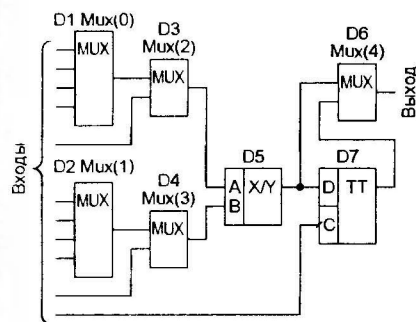 D1 Mux(0)
MUX
D3
Mux(2)
MUX
D6
Mux(4)
MUX
Выход
Входы
D2 Mux(1)
MUX
D4
Mux(3)
MUX
D5
A X/Y
B
D7
D TT
C